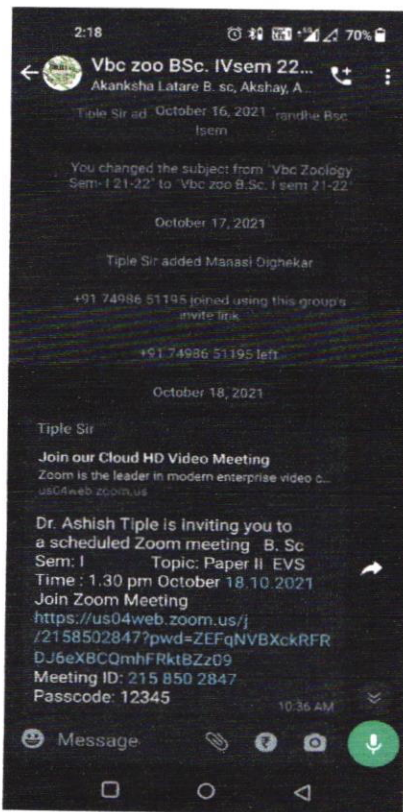 2:18 70%
Vbc zoo BSc. IVsem 22...
Akanksha Latare B. sc, Akshay, A...
Tiple Sir ad October 16, 2021 randhe Bsc
Isem
You changed the subject from "Vbc Zoology
Sem- I 21-22" to "Vbc zoo B.Sc. I sem 21-22"
October 17, 2021
Tiple Sir added Manasi Dighekar
+91 74986 51195 joined using this group's
invite link
+91 74986 51195 left
October 18, 2021
Tiple Sir
Join our Cloud HD Video Meeting
Zoom is the leader in modern enterprise video c...
us04web.zoom.us
Dr. Ashish Tiple is inviting you to
a scheduled Zoom meeting B. Sc
Sem: I Topic: Paper II EVS
Time : 1.30 pm October 18.10.2021
Join Zoom Meeting
https://us04web.zoom.us/j
/2158502847?pwd=ZEFqNVBXckRFR
DJ6eXBCQmhFRktBZz09
Meeting ID: 215 850 2847
Passcode: 12345
10:36 AM
Message